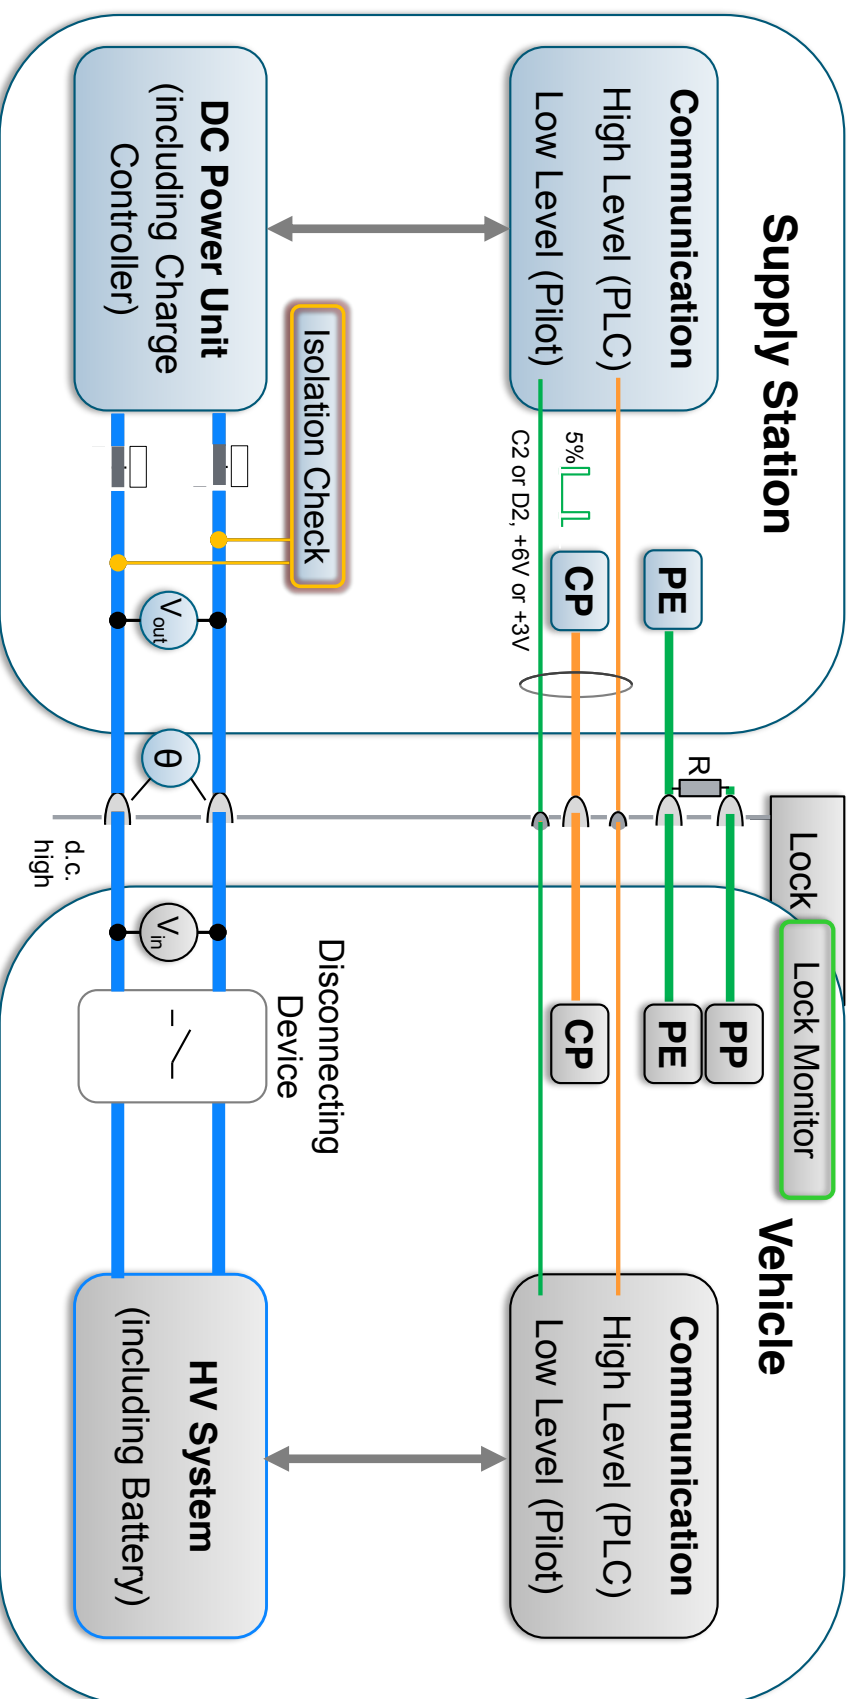 Supply Station
Communication
High Level (PLC)
Low Level (Pilot)
DC Power Unit
(including Charge
Controller)
Isolation Check
5%
C2 or D2, +6V or +3V
PE
CP
Vout
θ
R
d.c.
high
Lock
Lock Monitor
Vin
Disconnecting
Device
PP
PE
CP
Vehicle
Communication
High Level (PLC)
Low Level (Pilot)
HV System
(including Battery)